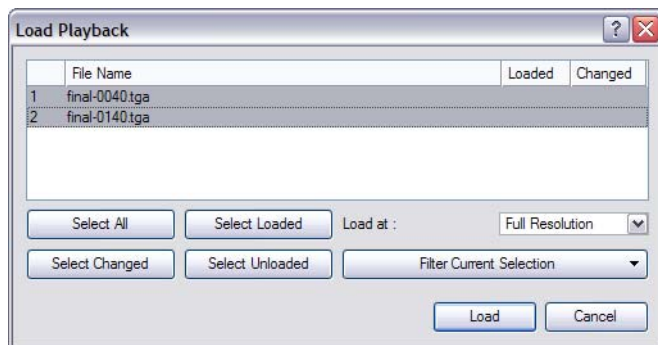 Load Playback
File Name Loaded Changed
1 final-0040.tga
2 final-0140.tga
Select All Select Loaded Load at : Full Resolution
Select Changed Select Unloaded Filter Current Selection
Load Cancel